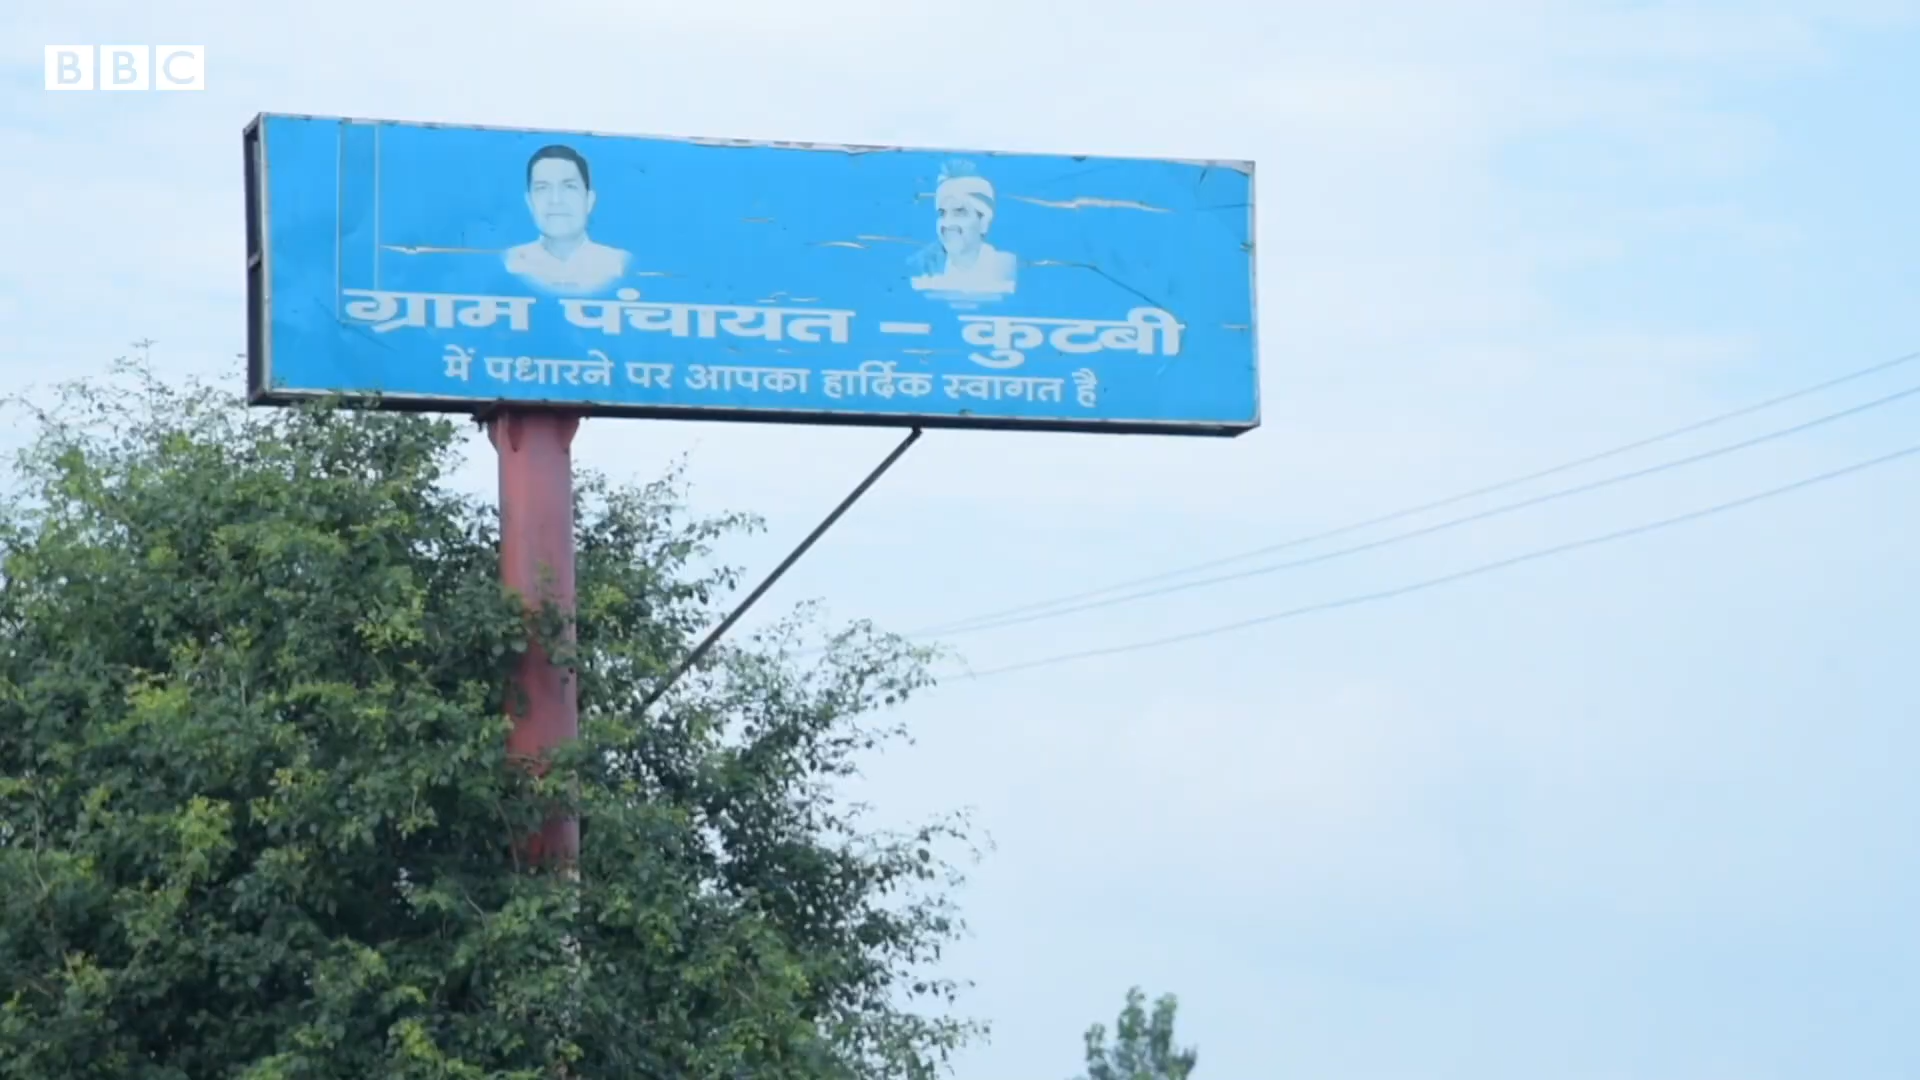 BBC
ग्राम पंचायत - कुटबी
में पधारने पर आपका हार्दिक स्वागत है